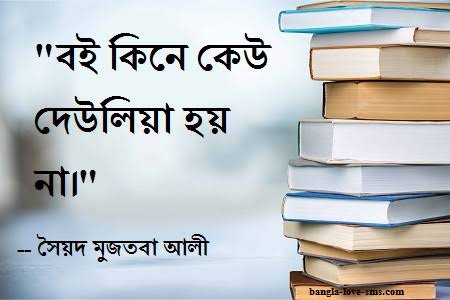 "বই কিনে কেউ
দেউলিয়া হয়
না।"
-- সৈয়দ মুজতবা আলী
bangla-love-sms.com